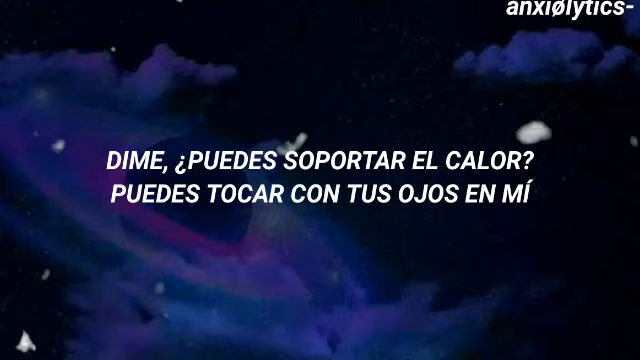 anxiølytics-
DIME, ¿PUEDES SOPORTAR EL CALOR?
PUEDES TOCAR CON TUS OJOS EN MÍ